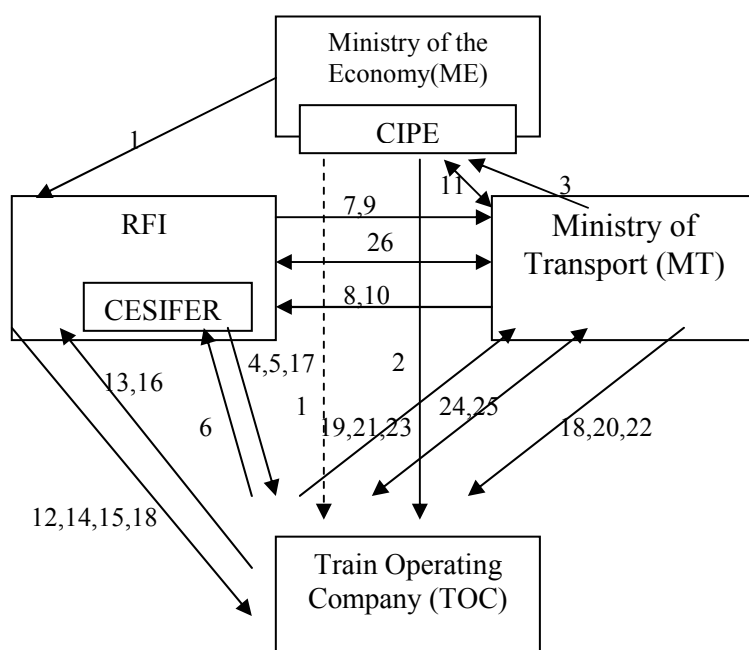 Ministry of the
Economy(ME)
CIPE
1
11
3
RFI
7,9
Ministry of
Transport (MT)
26
8,10
CESIFER
4,5,17
2
13,16
6
1
19,21,23
24,25
18,20,22
12,14,15,18
Train Operating
Company (TOC)